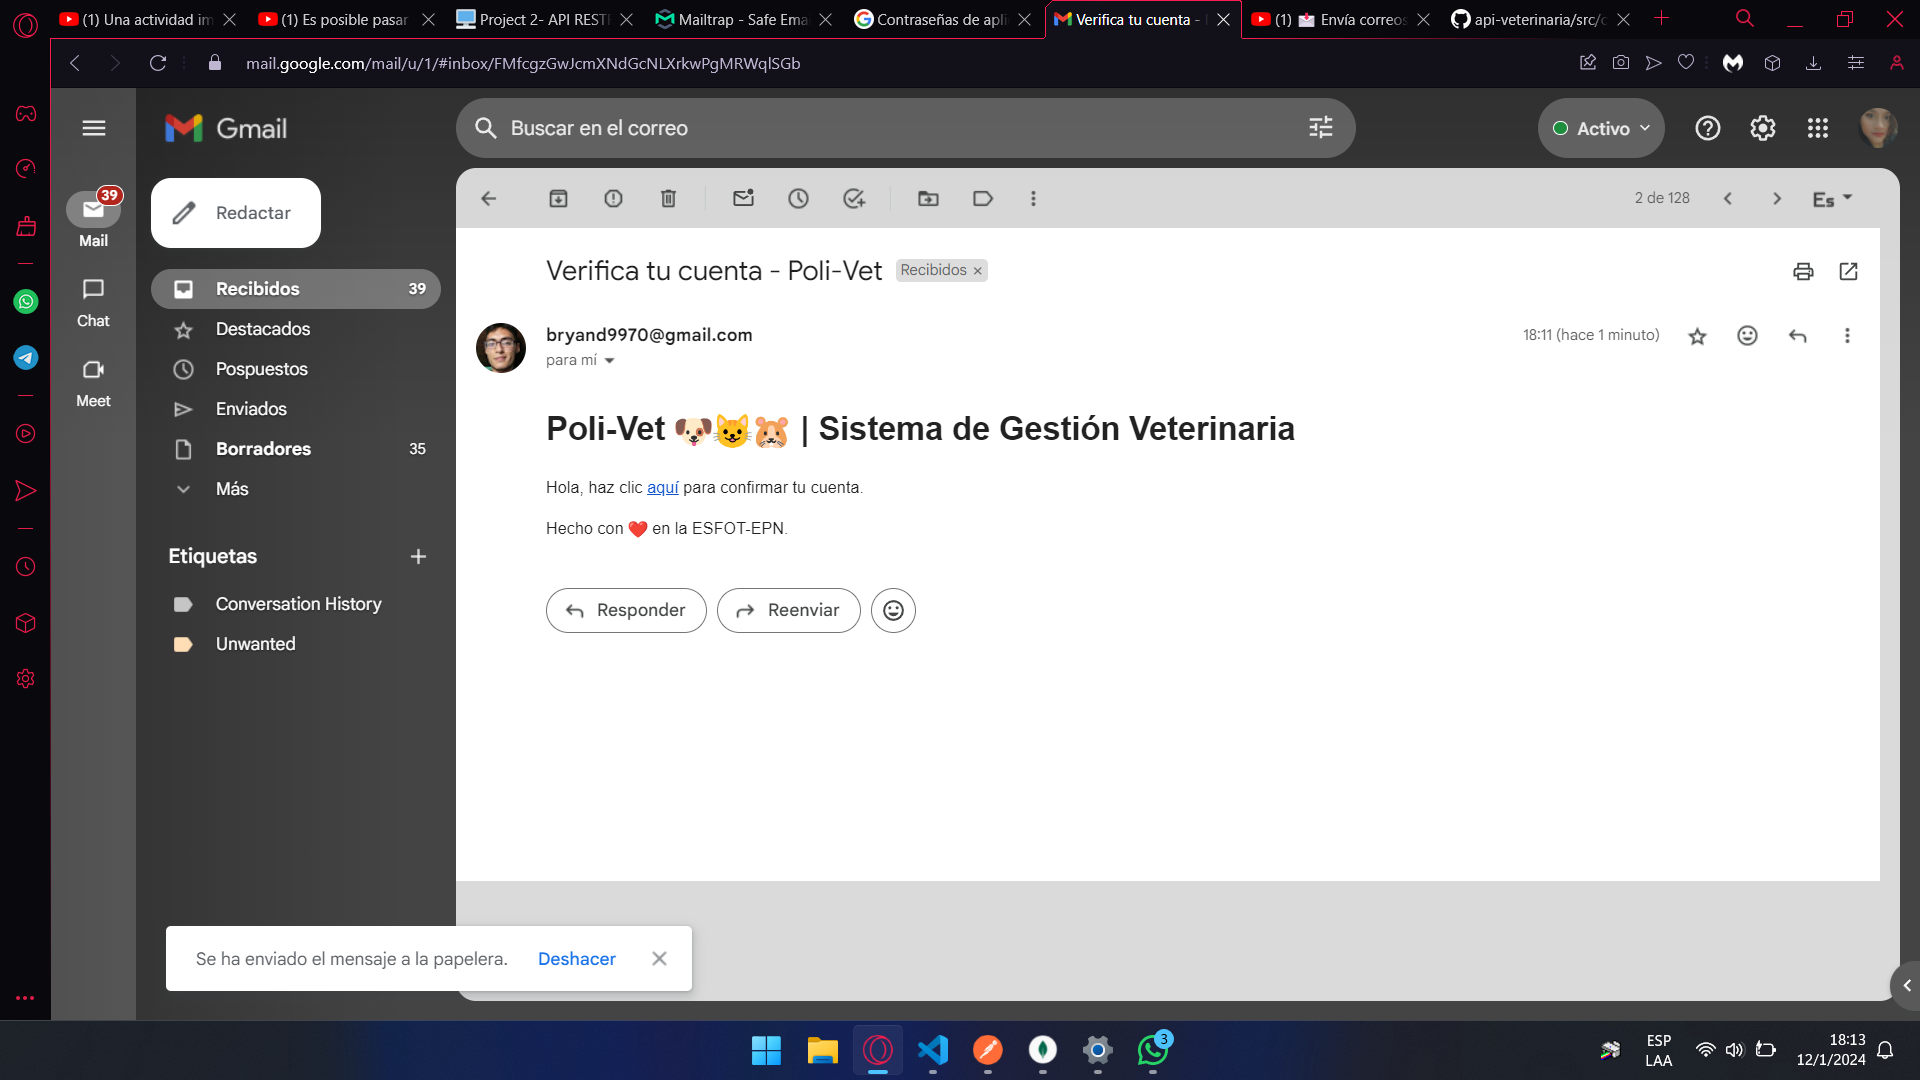 (1) Una actividad im
(1) Es posible pasar
Project 2- API REST
Mailtrap - Safe Ema
Contraseñas de apli
Verifica tu cuenta -
(1) 📩 Envía correos
api-veterinaria/src/c
mail.google.com/mail/u/1/#inbox/FMfcgzGwJcmXNdGcNLXrkwPgMRWqlSGb
Gmail
Buscar en el correo
Activo
39
Mail
Chat
Meet
Redactar
Recibidos 39
Destacados
Pospuestos
Enviados
Borradores 35
Más
Etiquetas
Conversation History
Unwanted
2 de 128
Es
Verifica tu cuenta - Poli-Vet
Recibidos ×
bryand9970@gmail.com
18:11 (hace 1 minuto)
para mí
Poli-Vet 🐶😺🐹 | Sistema de Gestión Veterinaria
Hola, haz clic aquí para confirmar tu cuenta.
Hecho con ❤️ en la ESFOT-EPN.
Responder
Reenviar
Se ha enviado el mensaje a la papelera. Deshacer
3
ESP
LAA
18:13
12/1/2024